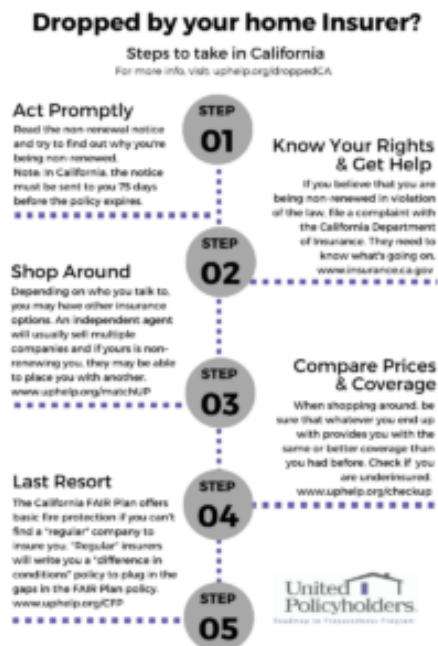 Dropped by your home Insurer?
Steps to take in California
For more info, visit: uphelp.org/droppedCA
STEP
01
Act Promptly
Read the non-renewal notice
and try to find out why you're
being non-renewed.
Note: In California, the notice
must be sent to you 75 days
before the policy expires.
STEP
02
Know Your Rights
& Get Help
If you believe that you are
being non-renewed in violation
of the law, file a complaint with
the California Department
of Insurance. They need to
know what's going on.
www.insurance.ca.gov
STEP
03
Shop Around
Depending on who you talk to,
you may have other insurance
options. An independent agent
will usually sell multiple
companies and if yours is non-
renewing you, they may be able
to place you with another.
www.uphelp.org/matchUP
STEP
04
Compare Prices
& Coverage
When shopping around, be
sure that whatever you end up
with provides you with the
same or better coverage than
you had before. Check if you
are underinsured.
www.uphelp.org/checkup
STEP
05
Last Resort
The California FAIR Plan offers
basic fire protection if you can't
find a "regular" company to
insure you. "Regular" insurers
will write you a "difference in
conditions" policy to plug in the
gaps in the FAIR Plan policy.
www.uphelp.org/CFP
United
Policyholders.
Roadmap to Preparedness Program